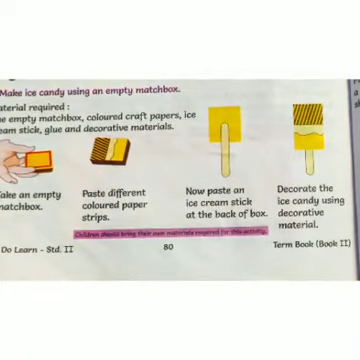 Make ice candy using an empty matchbox.
aterial required :
e empty matchbox, coloured craft papers, ice
eam stick, glue and decorative materials.
ake an empty
matchbox.
Paste different
coloured paper
strips.
Now paste an
ice cream stick
at the back of box.
Decorate the
ice candy using
decorative
material.
Children should bring their own materials required for this activity.
Do Learn - Std. II
80
Term Book (Book II)